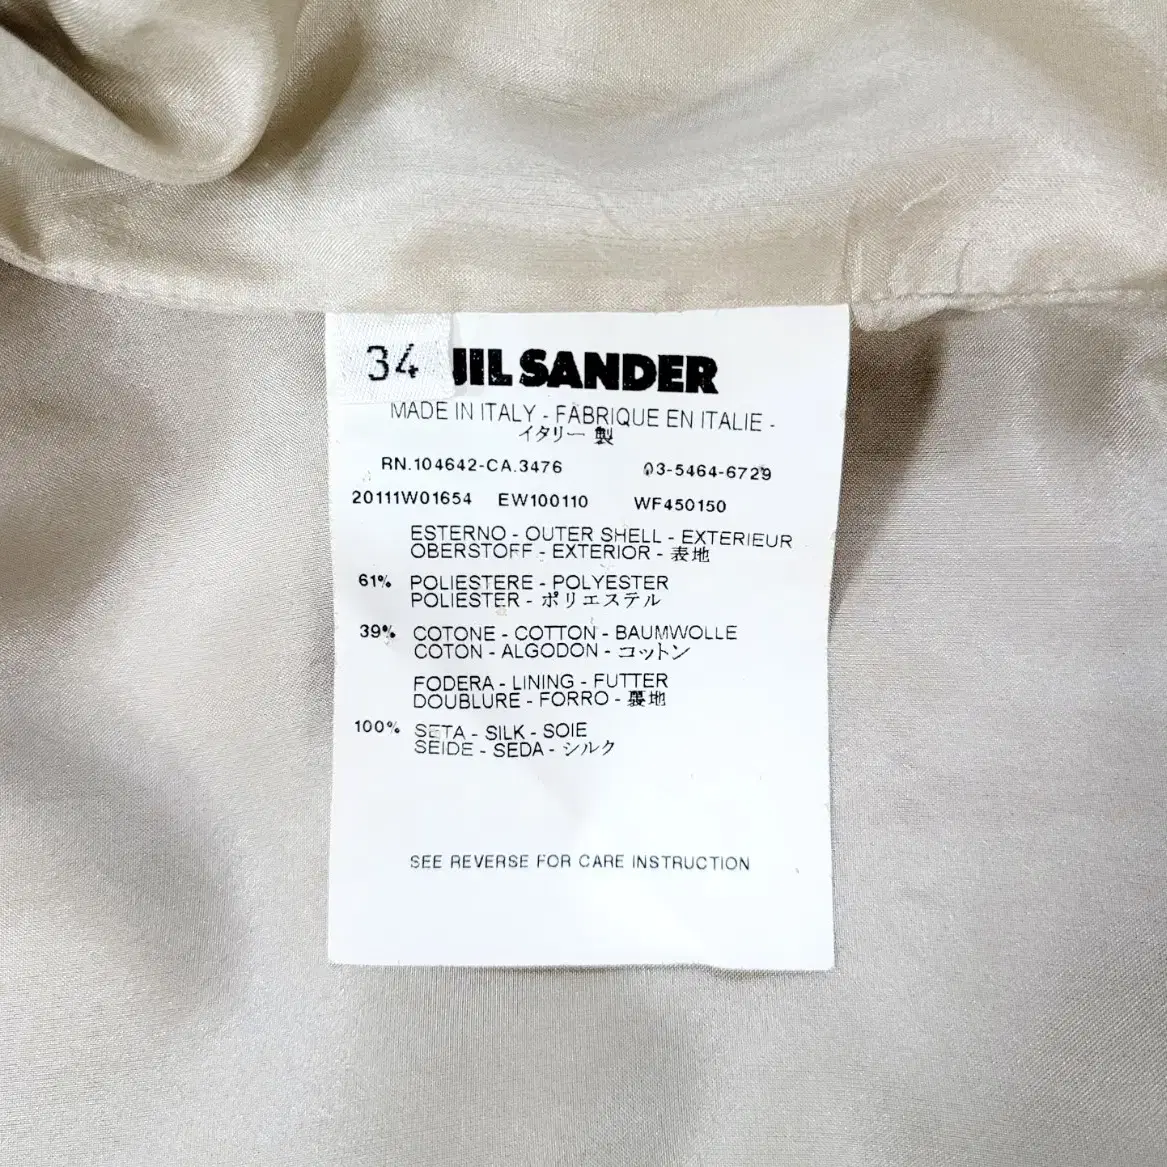 34
JIL SANDER
MADE IN ITALY - FABRIQUE EN ITALIE -
イタリー製
RN.104642-CA.3476 03-5464-6729
20111W01654 EW100110 WF450150
ESTERNO - OUTER SHELL - EXTERIEUR
OBERSTOFF - EXTERIOR - 表地
61% POLIESTERE - POLYESTER
POLIESTER - ポリエステル
39% COTONE - COTTON - BAUMWOLLE
COTON - ALGODON - コットン
FODERA - LINING - FUTTER
DOUBLURE - FORRO - 裏地
100% SETA - SILK - SOIE
SEIDE - SEDA - シルク
SEE REVERSE FOR CARE INSTRUCTION